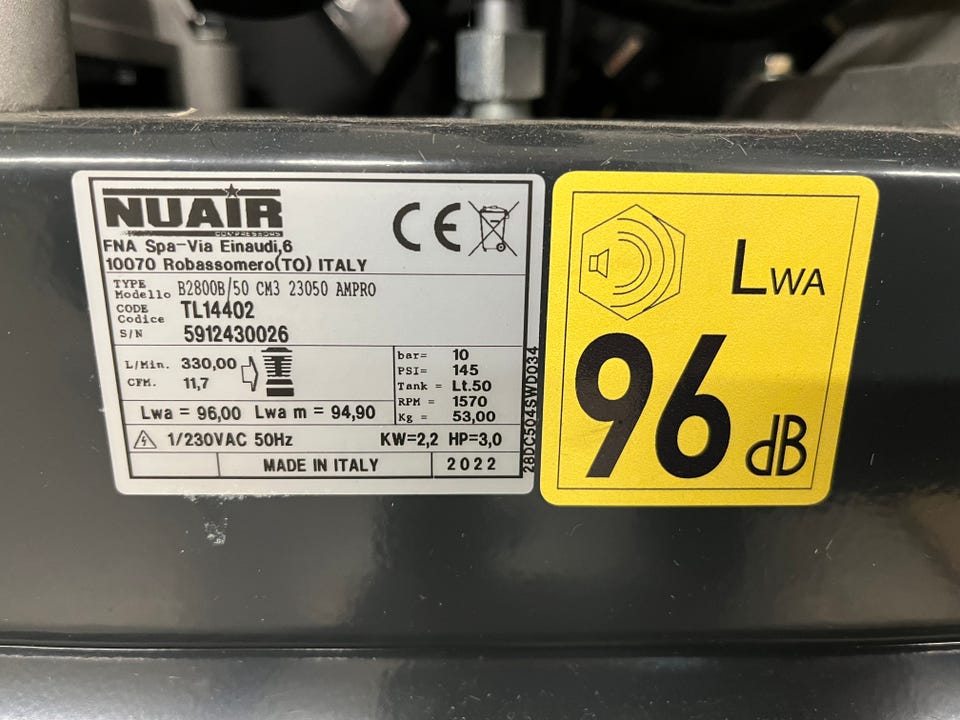 NUAIR
COMPRESSORS
CE
FNA Spa-Via Einaudi,6
10070 Robassomero(TO) ITALY
TYPE
Modello B2800B/50 CM3 23050 AMPRO
CODE
Codice TL14402
S/N 5912430026
L/Min. 330,00
CFM. 11,7
bar= 10
PSI= 145
Tank = Lt.50
RPM = 1570
Kg = 53,00
Lwa = 96,00 Lwa m = 94,90
1/230VAC 50Hz KW=2,2 HP=3,0
MADE IN ITALY 2022
28DC504SWD034
LWA
96
dB